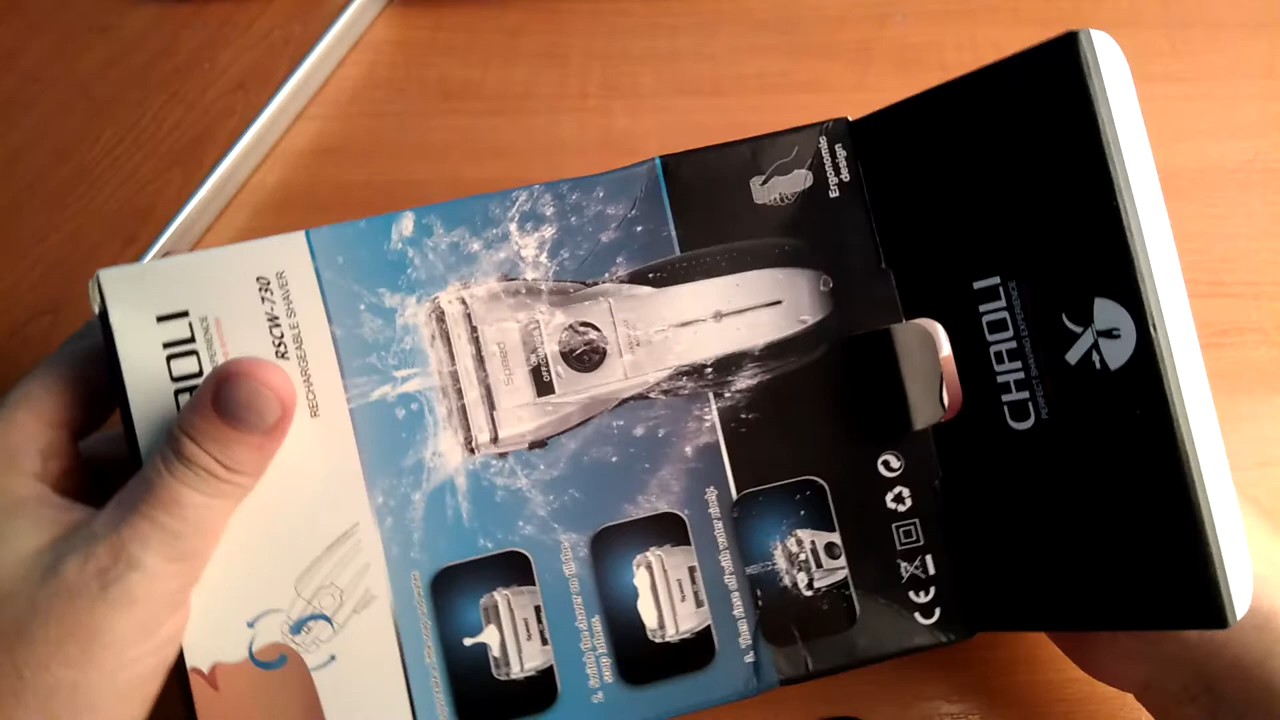 RSCW-730
RECHARGEABLE SHAVER
Speed
ON
OFF/CLEAN
Ergonomic
design
2. Switch the shaver on till the
soap lathers.
3. Then rinse off with water nicely.
CE
CHAOLI
PERFECT SHAVING EXPERIENCE